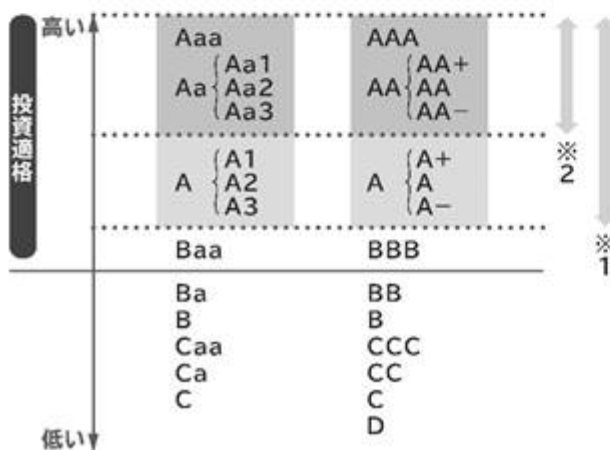 高い
投資適格
Aaa AAA
Aa1 AA+
Aa { Aa2 AA { AA
Aa3 AA−
※2
A1 A+
A { A2 A { A
A3 A−
※1
Baa BBB
Ba BB
B B
Caa CCC
Ca CC
C C
D
低い